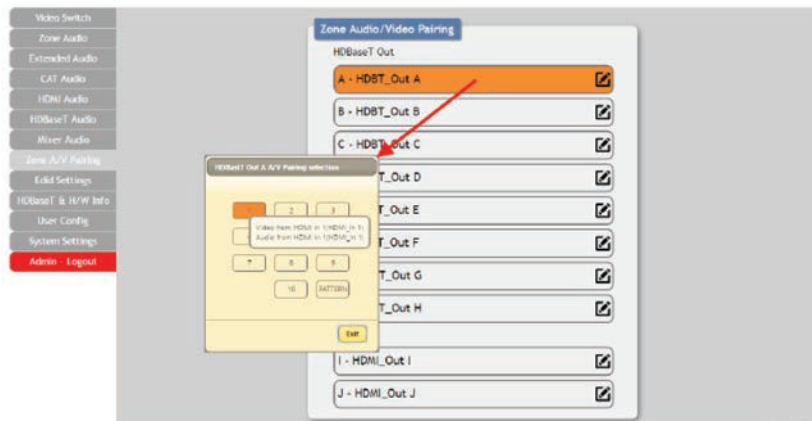 Video Switch
Zone Audio
Extended Audio
CAT Audio
HDMI Audio
HDBaseT Audio
Mixer Audio
Zone A/V Pairing
Edid Settings
HDBaseT & H/W Info
User Config
System Settings
Admin - Logout
Zone Audio/Video Pairing
HDBaseT Out
A - HDBT_Out A
B - HDBT_Out B
C - HDBT_Out C
T_Out D
T_Out E
T_Out F
T_Out G
T_Out H
I - HDMI_Out I
J - HDMI_Out J
HDBaseT Out A A/V Pairing selection
1 2 3
Video from HDMI In 1(HDMI_In 1)
Audio from HDMI In 1(HDMI_In 1)
7 8 9
10 PATTERN
Exit